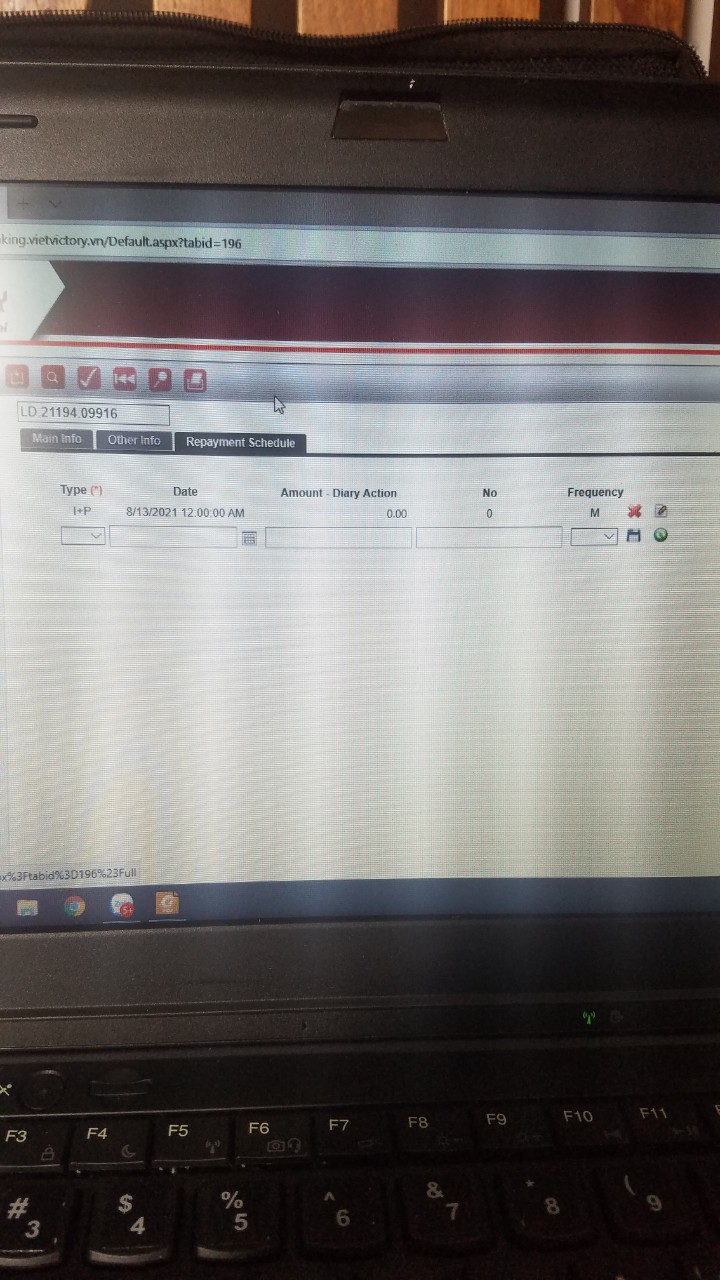 king.vietvictory.vn/Default.aspx?tabid=196
LD.21194.09916
Main Info Other Info Repayment Schedule
Type (*) Date Amount - Diary Action No Frequency
I+P 8/13/2021 12:00:00 AM 0.00 0 M
x%3Ftabid%3D196%23Full
5+
F3 F4 F5 F6 F7 F8 F9 F10 F11
# $ % ^ & * (
3 4 5 6 7 8 9